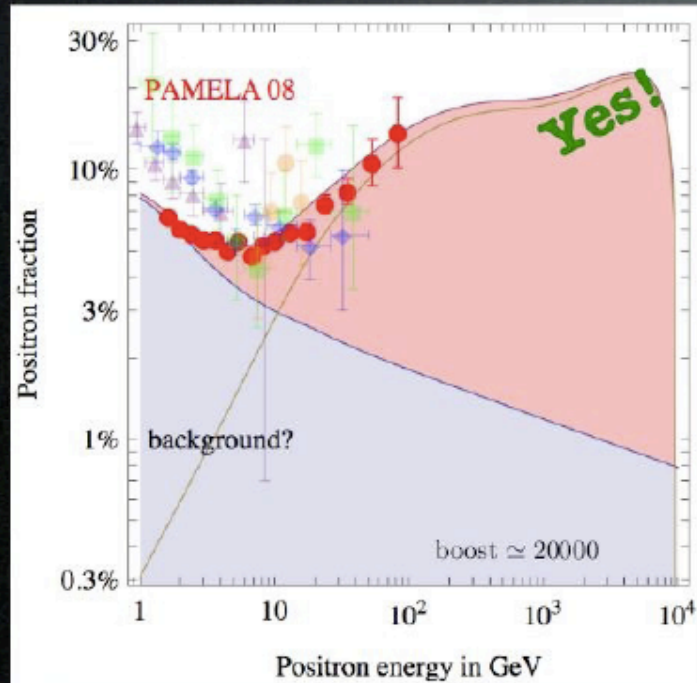 30%
PAMELA 08
Yes!
10%
3%
1%
background?
boost ≃ 20000
0.3%
1
10
10²
10³
10⁴
Positron fraction
Positron energy in GeV